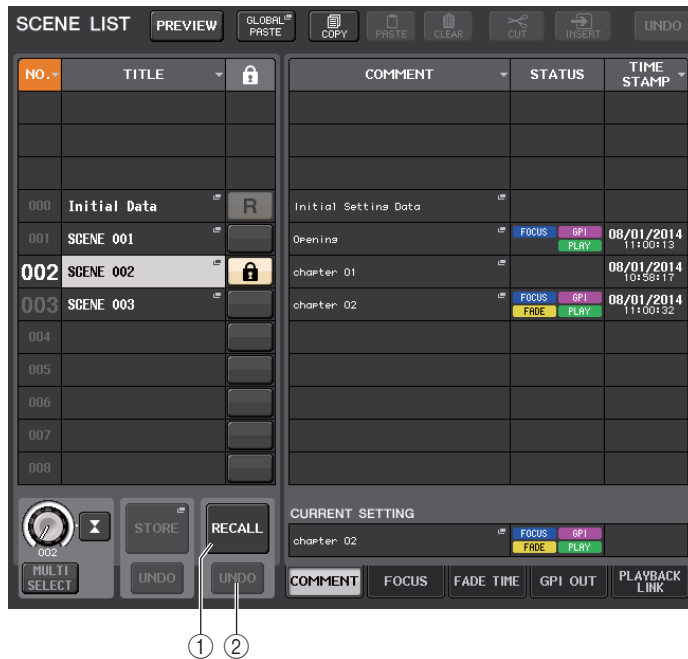 SCENE LIST PREVIEW GLOBAL PASTE COPY PASTE CLEAR CUT INSERT UNDO
NO. TITLE COMMENT STATUS TIME STAMP
000 Initial Data R Initial Setting Data
001 SCENE 001 Opening FOCUS GPI PLAY 08/01/2014 11:00:13
002 SCENE 002 chapter 01 08/01/2014 10:58:17
003 SCENE 003 chapter 02 FOCUS GPI FADE PLAY 08/01/2014 11:00:32
004
005
006
007
008
CURRENT SETTING
002 STORE RECALL chapter 02 FOCUS GPI FADE PLAY
MULTI SELECT UNDO UNDO COMMENT FOCUS FADE TIME GPI OUT PLAYBACK LINK
① ②